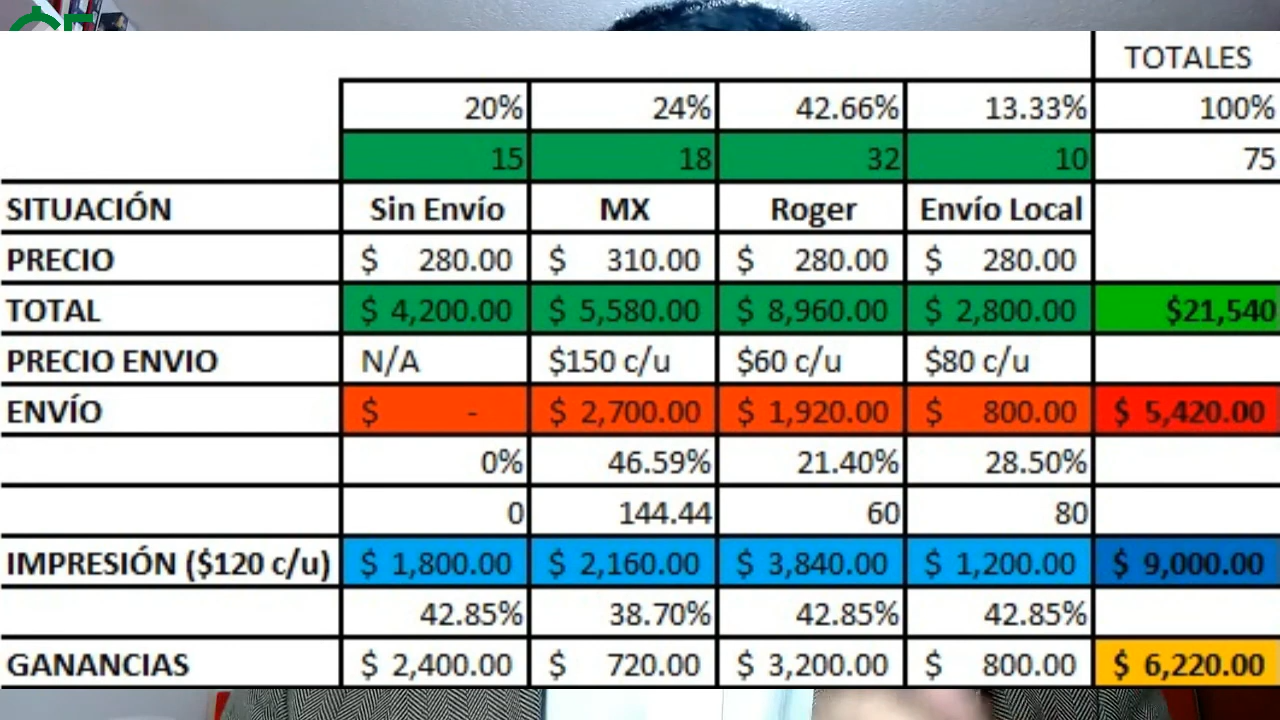 TOTALES
20% 24% 42.66% 13.33% 100%
15 18 32 10 75
SITUACIÓN Sin Envío MX Roger Envío Local
PRECIO $ 280.00 $ 310.00 $ 280.00 $ 280.00
TOTAL $ 4,200.00 $ 5,580.00 $ 8,960.00 $ 2,800.00 $21,540
PRECIO ENVIO N/A $150 c/u $60 c/u $80 c/u
ENVÍO $ - $ 2,700.00 $ 1,920.00 $ 800.00 $ 5,420.00
0% 46.59% 21.40% 28.50%
0 144.44 60 80
IMPRESIÓN ($120 c/u) $ 1,800.00 $ 2,160.00 $ 3,840.00 $ 1,200.00 $ 9,000.00
42.85% 38.70% 42.85% 42.85%
GANANCIAS $ 2,400.00 $ 720.00 $ 3,200.00 $ 800.00 $ 6,220.00